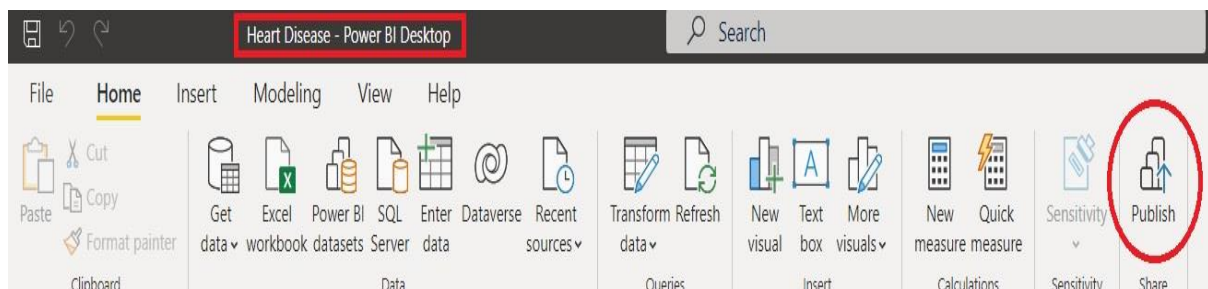 Heart Disease - Power BI Desktop
Search
File Home Insert Modeling View Help
Paste
Cut
Copy
Format painter
Clipboard
Get data
Excel workbook
Power BI datasets
SQL Server
Enter data
Dataverse
Recent sources
Data
Transform data
Refresh
Queries
New visual
Text box
More visuals
Insert
New measure
Quick measure
Calculations
Sensitivity
Sensitivity
Publish
Share